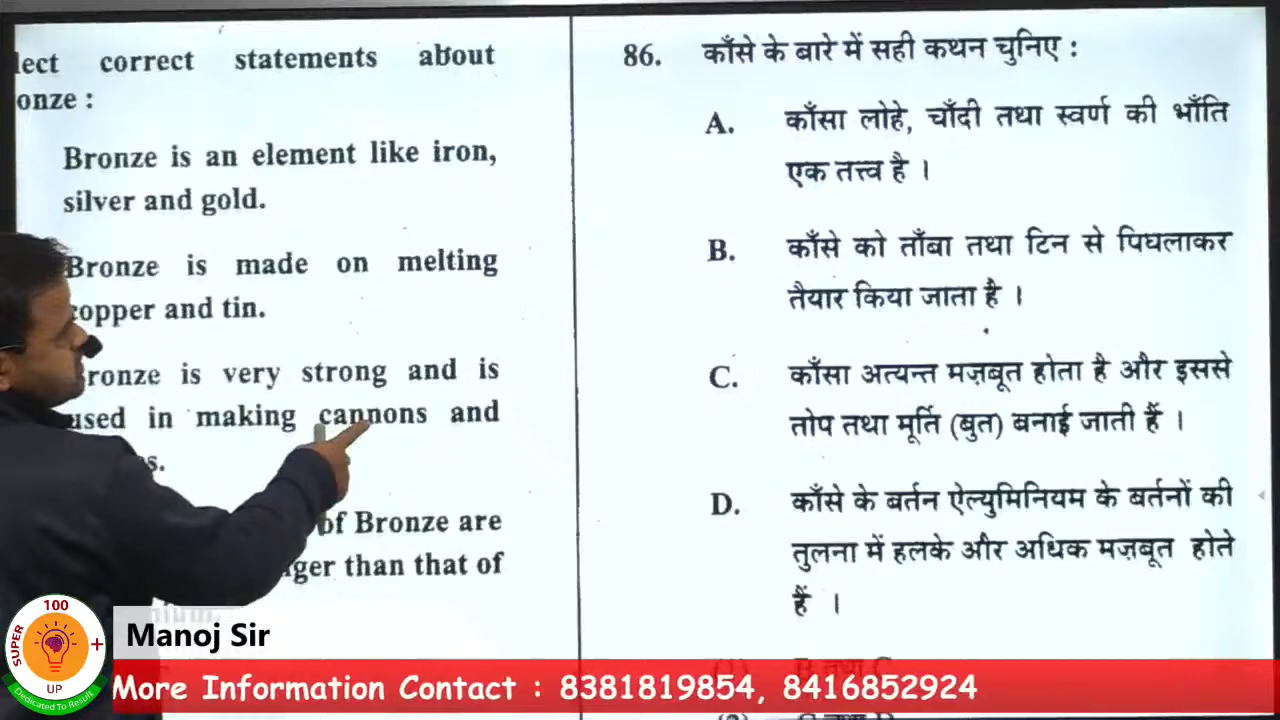 lect correct statements about
onze :
Bronze is an element like iron,
silver and gold.
Bronze is made on melting
copper and tin.
ronze is very strong and is
used in making cannons and
s.
of Bronze are
ger than that of
86. काँसे के बारे में सही कथन चुनिए :
A. काँसा लोहे, चाँदी तथा स्वर्ण की भाँति
एक तत्त्व है ।
B. काँसे को ताँबा तथा टिन से पिघलाकर
तैयार किया जाता है ।
C. काँसा अत्यन्त मज़बूत होता है और इससे
तोप तथा मूर्ति (बुत) बनाई जाती हैं ।
D. काँसे के बर्तन ऐल्युमिनियम के बर्तनों की
तुलना में हलके और अधिक मज़बूत होते
हैं ।
(1) B तथा C
SUPER 100 +
UP
Dedicated To Result
Manoj Sir
More Information Contact : 8381819854, 8416852924